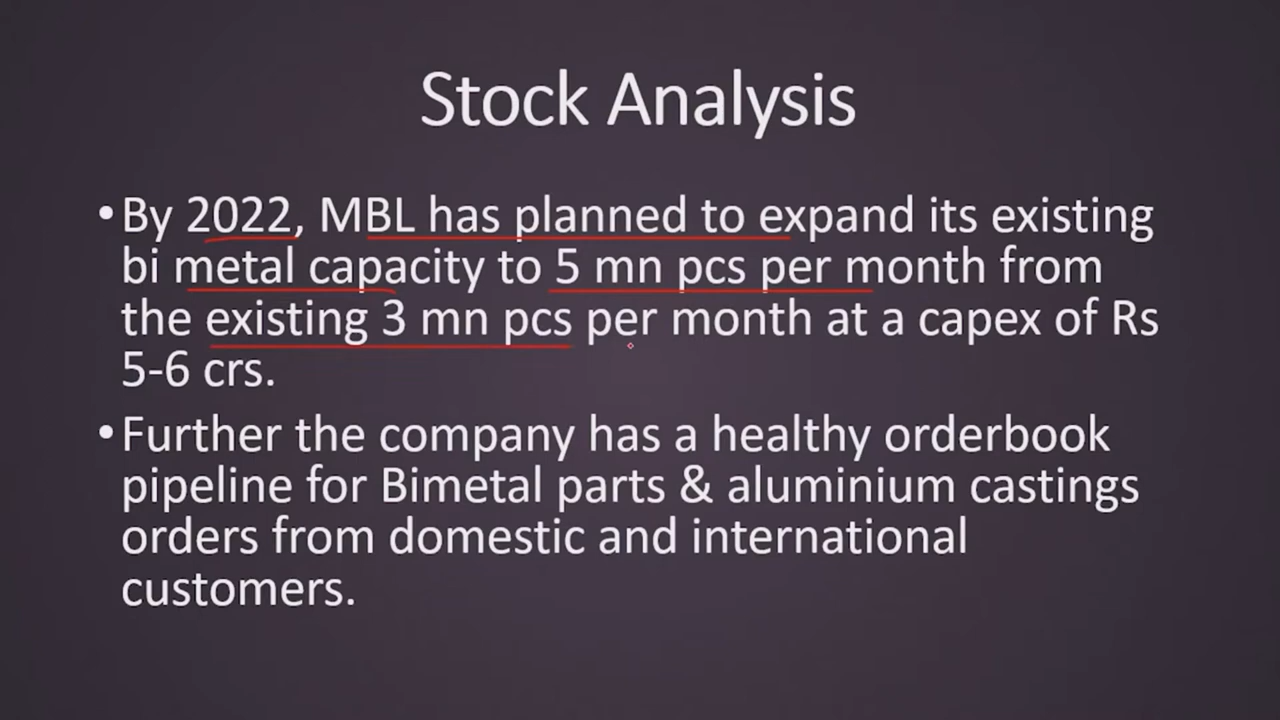 Stock Analysis
•By 2022, MBL has planned to expand its existing
bi metal capacity to 5 mn pcs per month from
the existing 3 mn pcs per month at a capex of Rs
5-6 crs.
•Further the company has a healthy orderbook
pipeline for Bimetal parts & aluminium castings
orders from domestic and international
customers.